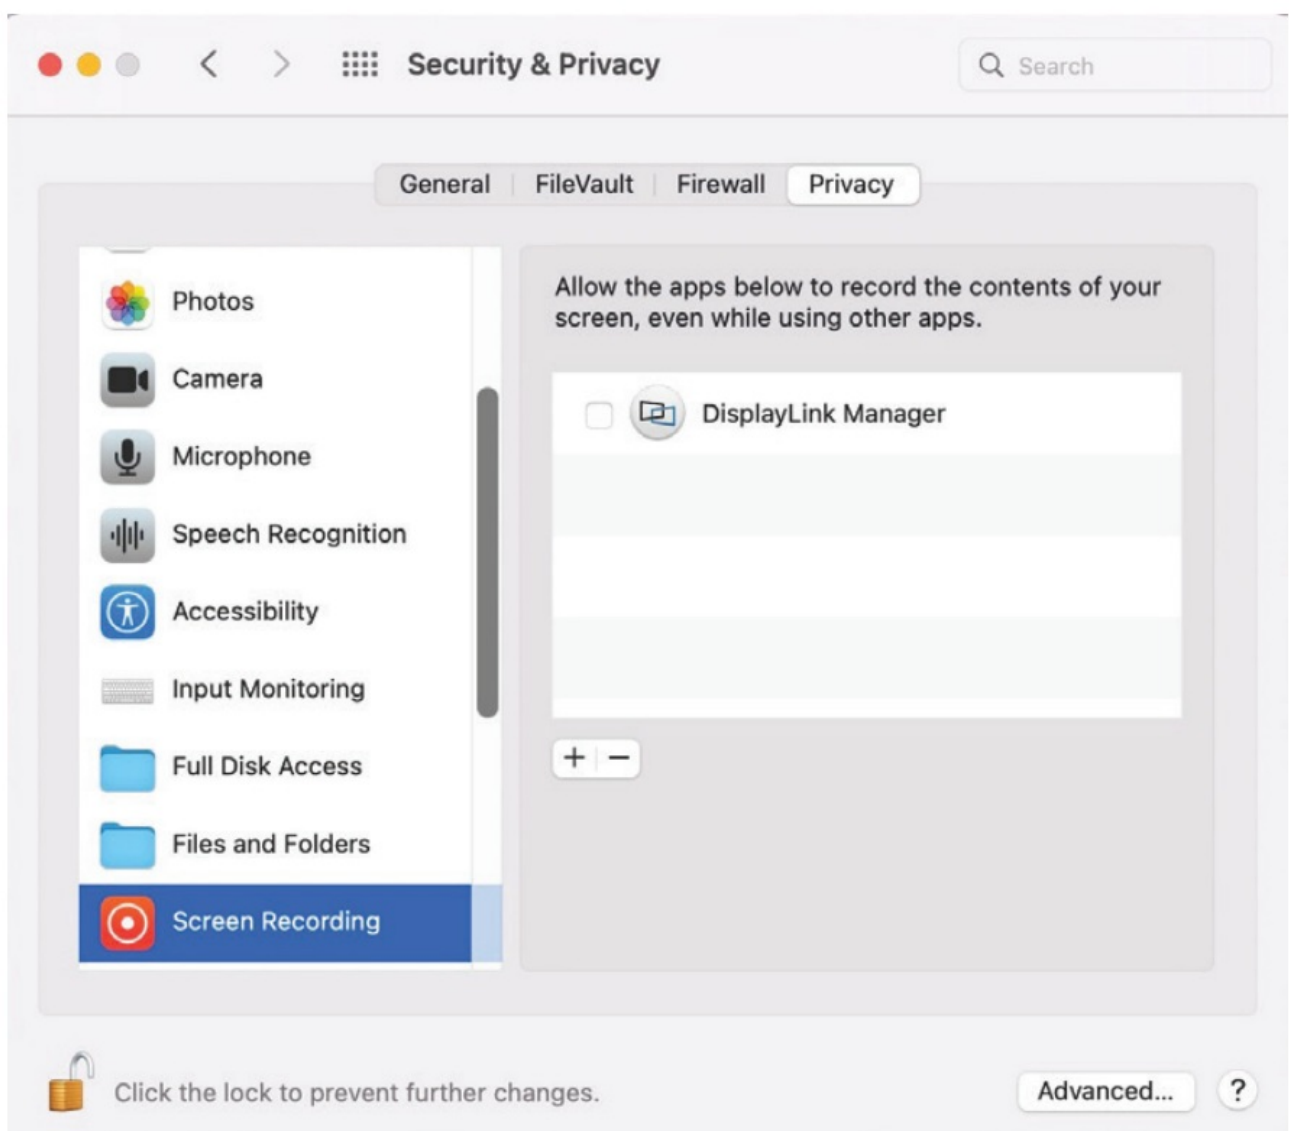 Security & Privacy
Search
General
FileVault
Firewall
Privacy
Photos
Camera
Microphone
Speech Recognition
Accessibility
Input Monitoring
Full Disk Access
Files and Folders
Screen Recording
Allow the apps below to record the contents of your
screen, even while using other apps.
DisplayLink Manager
+ −
Click the lock to prevent further changes.
Advanced...
?